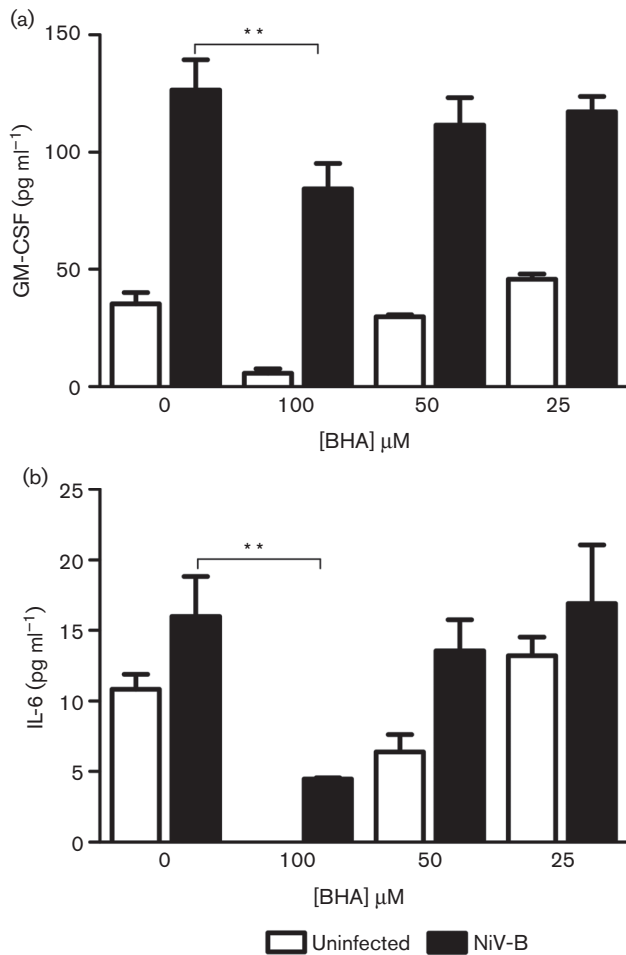 (a)
150
100
50
0
GM-CSF (pg ml⁻¹)
**
0 100 50 25
[BHA] μM
(b)
25
20
15
10
5
0
IL-6 (pg ml⁻¹)
**
0 100 50 25
[BHA] μM
Uninfected NiV-B